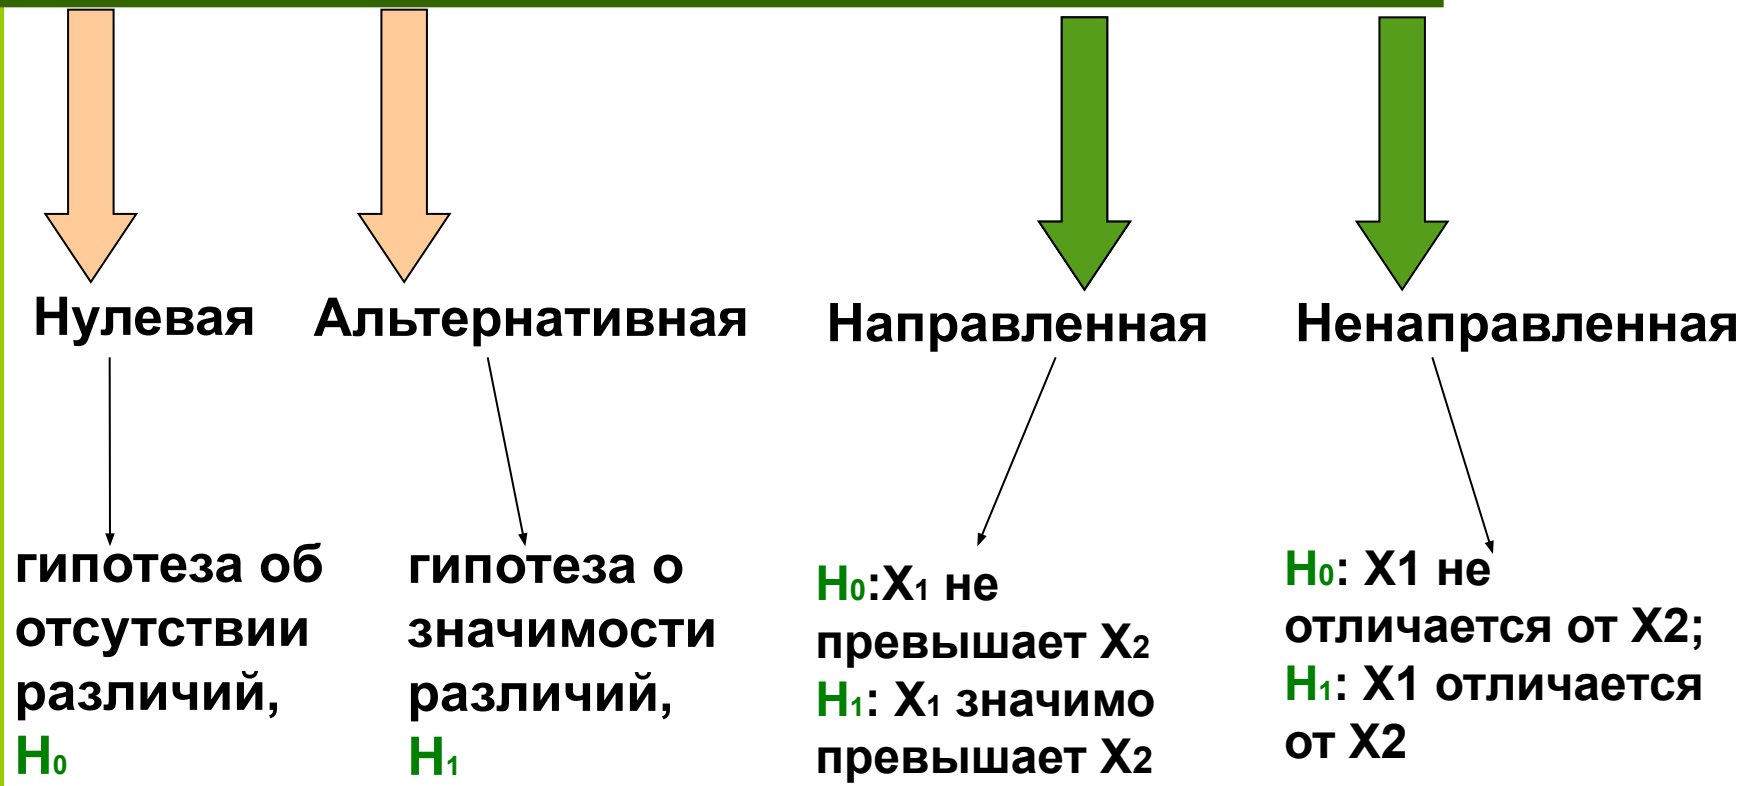 Нулевая
Альтернативная
Направленная
Ненаправленная
гипотеза об
отсутствии
различий,
H₀
гипотеза о
значимости
различий,
H₁
H₀:X₁ не
превышает X₂
H₁: X₁ значимо
превышает X₂
H₀: X1 не
отличается от X2;
H₁: X1 отличается
от X2